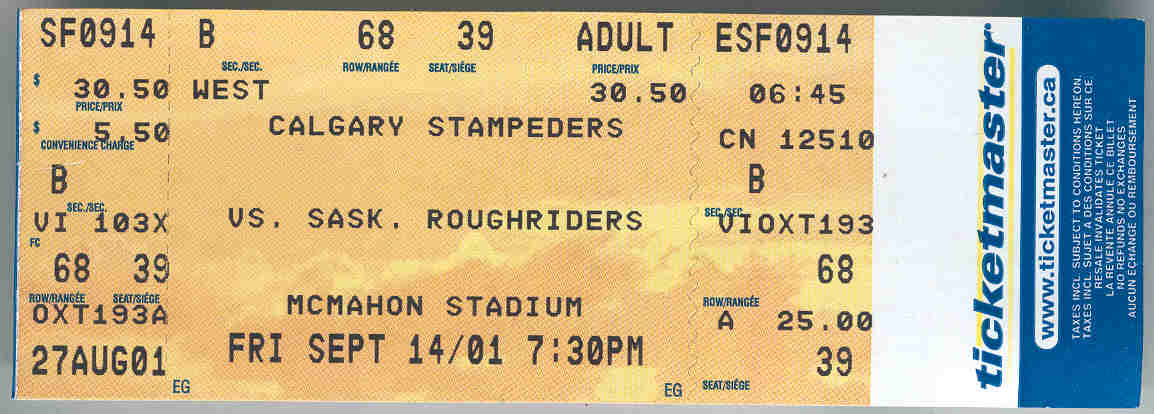 SF0914
$ 30.50
PRICE/PRIX
$ 5.50
CONVENIENCE CHARGE
B
SEC./SEC.
VI 103X
FC
68 39
ROW/RANGÉE SEAT/SIÈGE
OXT193A
27AUG01
B 68 39 ADULT
SEC./SEC. ROW/RANGÉE SEAT/SIÈGE PRICE/PRIX
WEST 30.50
CALGARY STAMPEDERS
VS. SASK. ROUGHRIDERS
MCMAHON STADIUM
FRI SEPT 14/01 7:30PM
EG EG
ESF0914
06:45
CN 12510
B
SEC./SEC.
VIOXT193
68
ROW/RANGÉE
A 25.00
39
SEAT/SIÈGE
ticketmaster
www.ticketmaster.ca
TAXES INCL. SUBJECT TO CONDITIONS HEREON.
TAXES INCL. SUJET A DES CONDITIONS SUR CE
RESALE INVALIDATES TICKET
LA REVENTE ANNULE CE BILLET
NO REFUNDS NO EXCHANGES
AUCUN ECHANGE OU REMBOURSEMENT